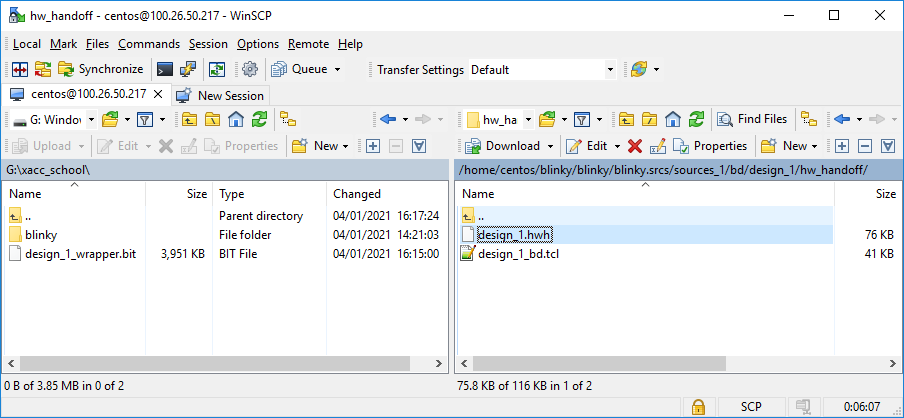 hw_handoff - centos@100.26.50.217 - WinSCP
Local Mark Files Commands Session Options Remote Help
Synchronize Queue Transfer Settings Default
centos@100.26.50.217 New Session
G: Window hw_ha Find Files
Upload Edit Properties New Download Edit Properties New
G:\xacc_school\ /home/centos/blinky/blinky/blinky.srcs/sources_1/bd/design_1/hw_handoff/
Name Size Type Changed Name Size
.. Parent directory 04/01/2021 16:17:24 ..
blinky File folder 04/01/2021 14:21:03 design_1.hwh 76 KB
design_1_wrapper.bit 3,951 KB BIT File 04/01/2021 16:15:00 design_1_bd.tcl 41 KB
0 B of 3.85 MB in 0 of 2 75.8 KB of 116 KB in 1 of 2
SCP 0:06:07